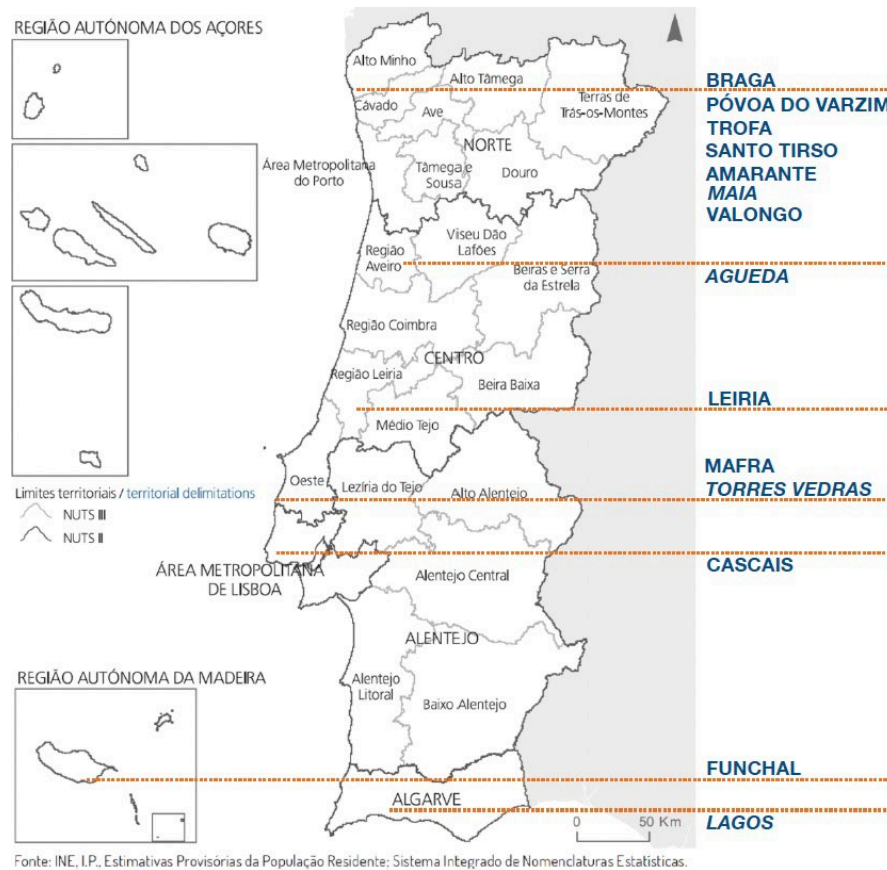 REGIÃO AUTÓNOMA DOS AÇORES
Alto Minho
Alto Tâmega
Cávado
Ave
Terras de
Trás-os-Montes
NORTE
Área Metropolitana
do Porto
Tâmega e
Sousa
Douro
Viseu Dão
Lafões
Região
Aveiro
Beiras e Serra
da Estrela
Região Coimbra
CENTRO
Região Leiria
Beira Baixa
Médio Tejo
Oeste
Lezíria do Tejo
Alto Alentejo
Limites territoriais / territorial delimitations
NUTS III
NUTS II
ÁREA METROPOLITANA
DE LISBOA
Alentejo Central
ALENTEJO
REGIÃO AUTÓNOMA DA MADEIRA
Alentejo
Litoral
Baixo Alentejo
ALGARVE
0 50 Km
BRAGA
PÓVOA DO VARZIM
TROFA
SANTO TIRSO
AMARANTE
MAIA
VALONGO
AGUEDA
LEIRIA
MAFRA
TORRES VEDRAS
CASCAIS
FUNCHAL
LAGOS
Fonte: INE, I.P., Estimativas Provisórias da População Residente; Sistema Integrado de Nomenclaturas Estatísticas.